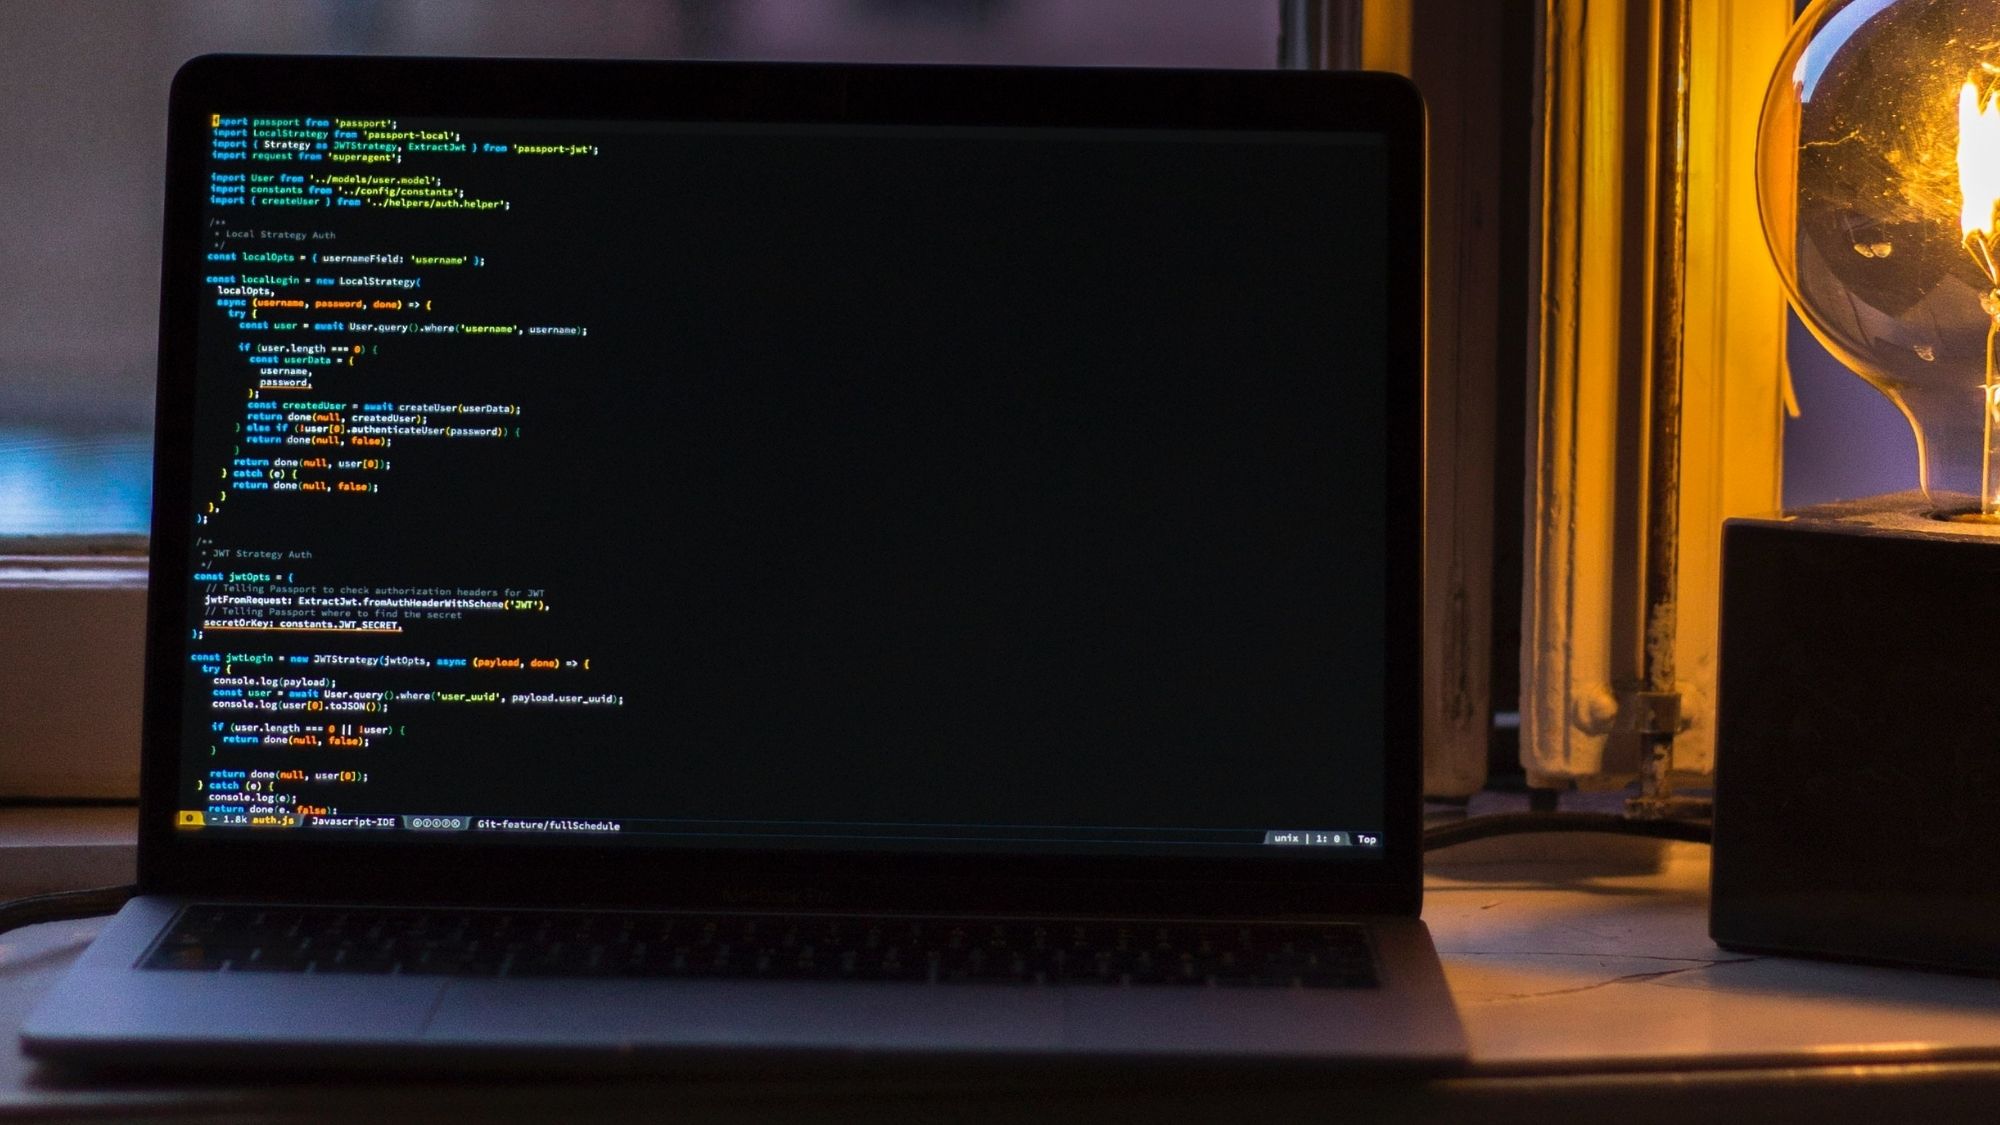 import passport from 'passport';
import LocalStrategy from 'passport-local';
import { Strategy as JWTStrategy, ExtractJwt } from 'passport-jwt';
import request from 'superagent';
import User from '../models/user.model';
import constants from '../config/constants';
import { createUser } from '../helpers/auth.helper';
/**
* Local Strategy Auth
*/
const localOpts = { usernameField: 'username' };
const localLogin = new LocalStrategy(
localOpts,
async (username, password, done) => {
try {
const user = await User.query().where('username', username);
if (user.length === 0) {
const userData = {
username,
password,
};
const createdUser = await createUser(userData);
return done(null, createdUser);
} else if (!user[0].authenticateUser(password)) {
return done(null, false);
}
return done(null, user[0]);
} catch (e) {
return done(null, false);
}
},
);
/**
* JWT Strategy Auth
*/
const jwtOpts = {
// Telling Passport to check authorization headers for JWT
jwtFromRequest: ExtractJwt.fromAuthHeaderWithScheme('JWT'),
// Telling Passport where to find the secret
secretOrKey: constants.JWT_SECRET,
};
const jwtLogin = new JWTStrategy(jwtOpts, async (payload, done) => {
try {
console.log(payload);
const user = await User.query().where('user_uuid', payload.user_uuid);
console.log(user[0].toJSON());
if (user.length === 0 || !user) {
return done(null, false);
}
return done(null, user[0]);
} catch (e) {
console.log(e);
return done(e, false);
- 1.8k auth.js Javascript-IDE Git-feature/fullSchedule unix | 1: 0 Top